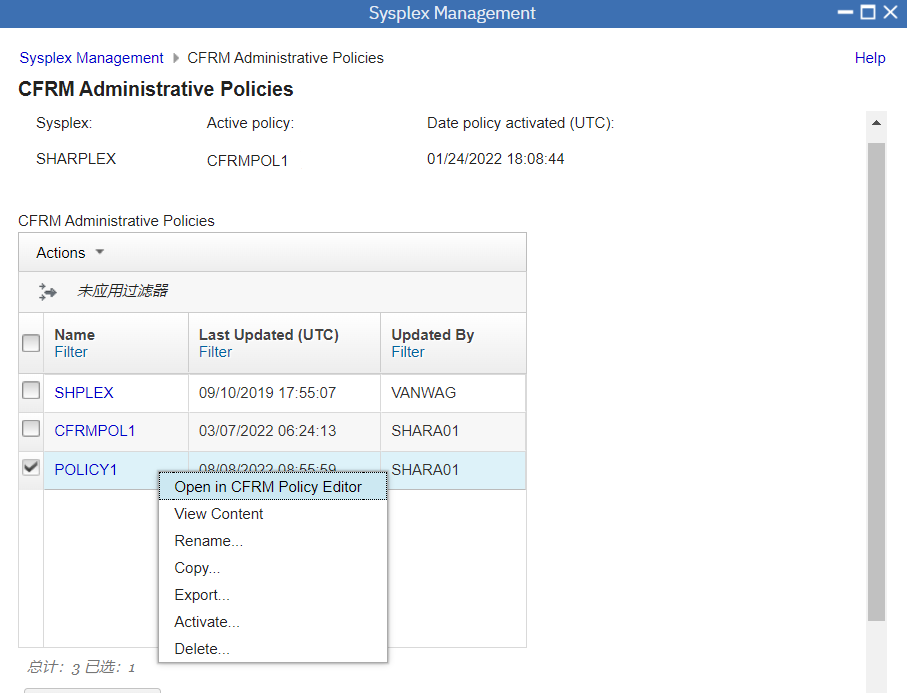 Sysplex Management
Sysplex Management CFRM Administrative Policies Help
CFRM Administrative Policies
Sysplex: Active policy: Date policy activated (UTC):
SHARPLEX CFRMPOL1 01/24/2022 18:08:44
CFRM Administrative Policies
Actions
未应用过滤器
Name Last Updated (UTC) Updated By
Filter Filter Filter
SHPLEX 09/10/2019 17:55:07 VANWAG
CFRMPOL1 03/07/2022 06:24:13 SHARA01
POLICY1 08/08/2022 08:55:59 SHARA01
Open in CFRM Policy Editor
View Content
Rename...
Copy...
Export...
Activate...
Delete...
总计: 3 已选: 1